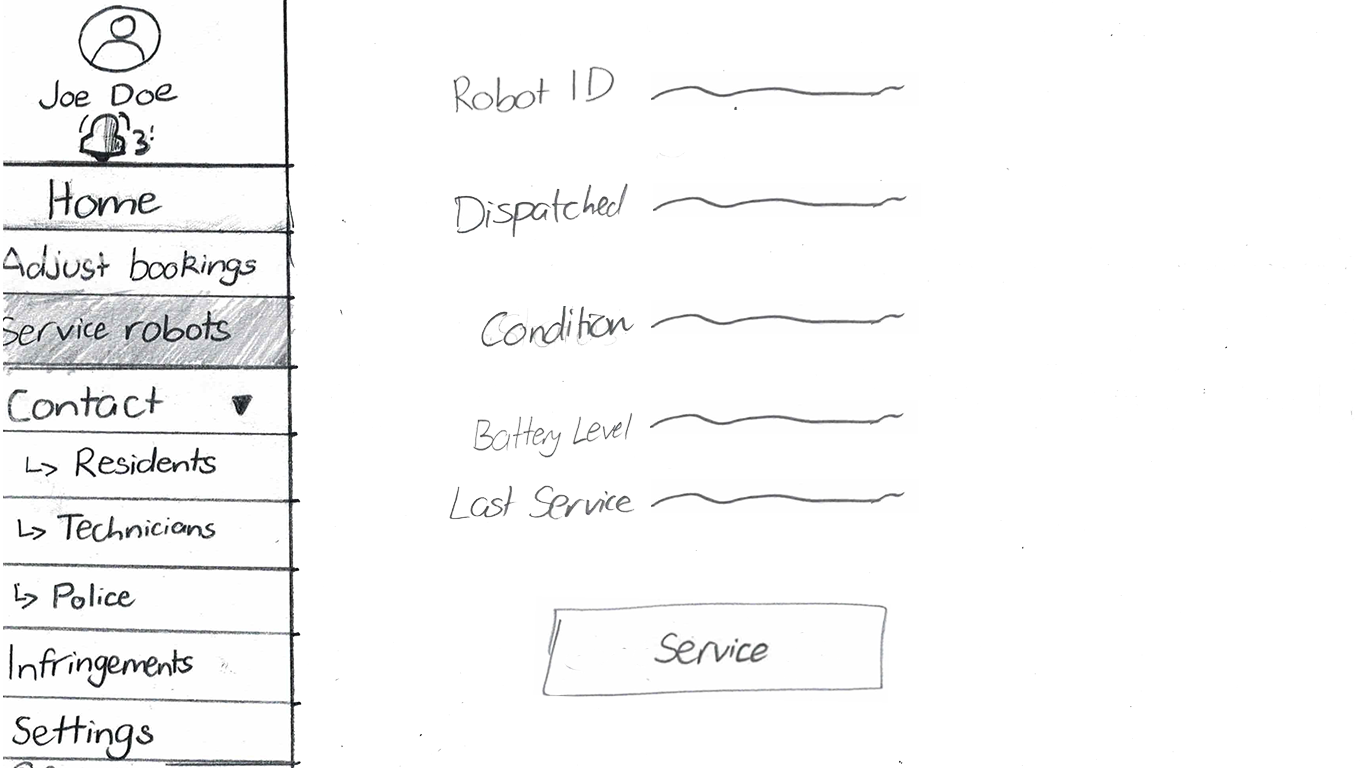 Joe Doe
3
Home
Adjust bookings
Service robots
Contact
Residents
Technicians
Police
Infringements
Settings
Robot ID
Dispatched
Condition
Battery Level
Last Service
Service